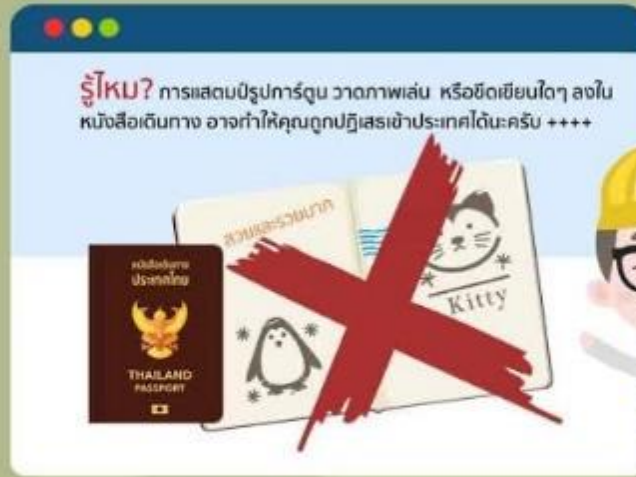 รู้ไหม? การแสตมป์รูปการ์ตูน วาดภาพเล่น หรือขีดเขียนใดๆ ลงใน
หนังสือเดินทาง อาจทำให้คุณถูกปฏิเสธเข้าประเทศได้นะครับ ++++
สวยและรวยมาก
Kitty
หนังสือเดินทาง
ประเทศไทย
THAILAND
PASSPORT